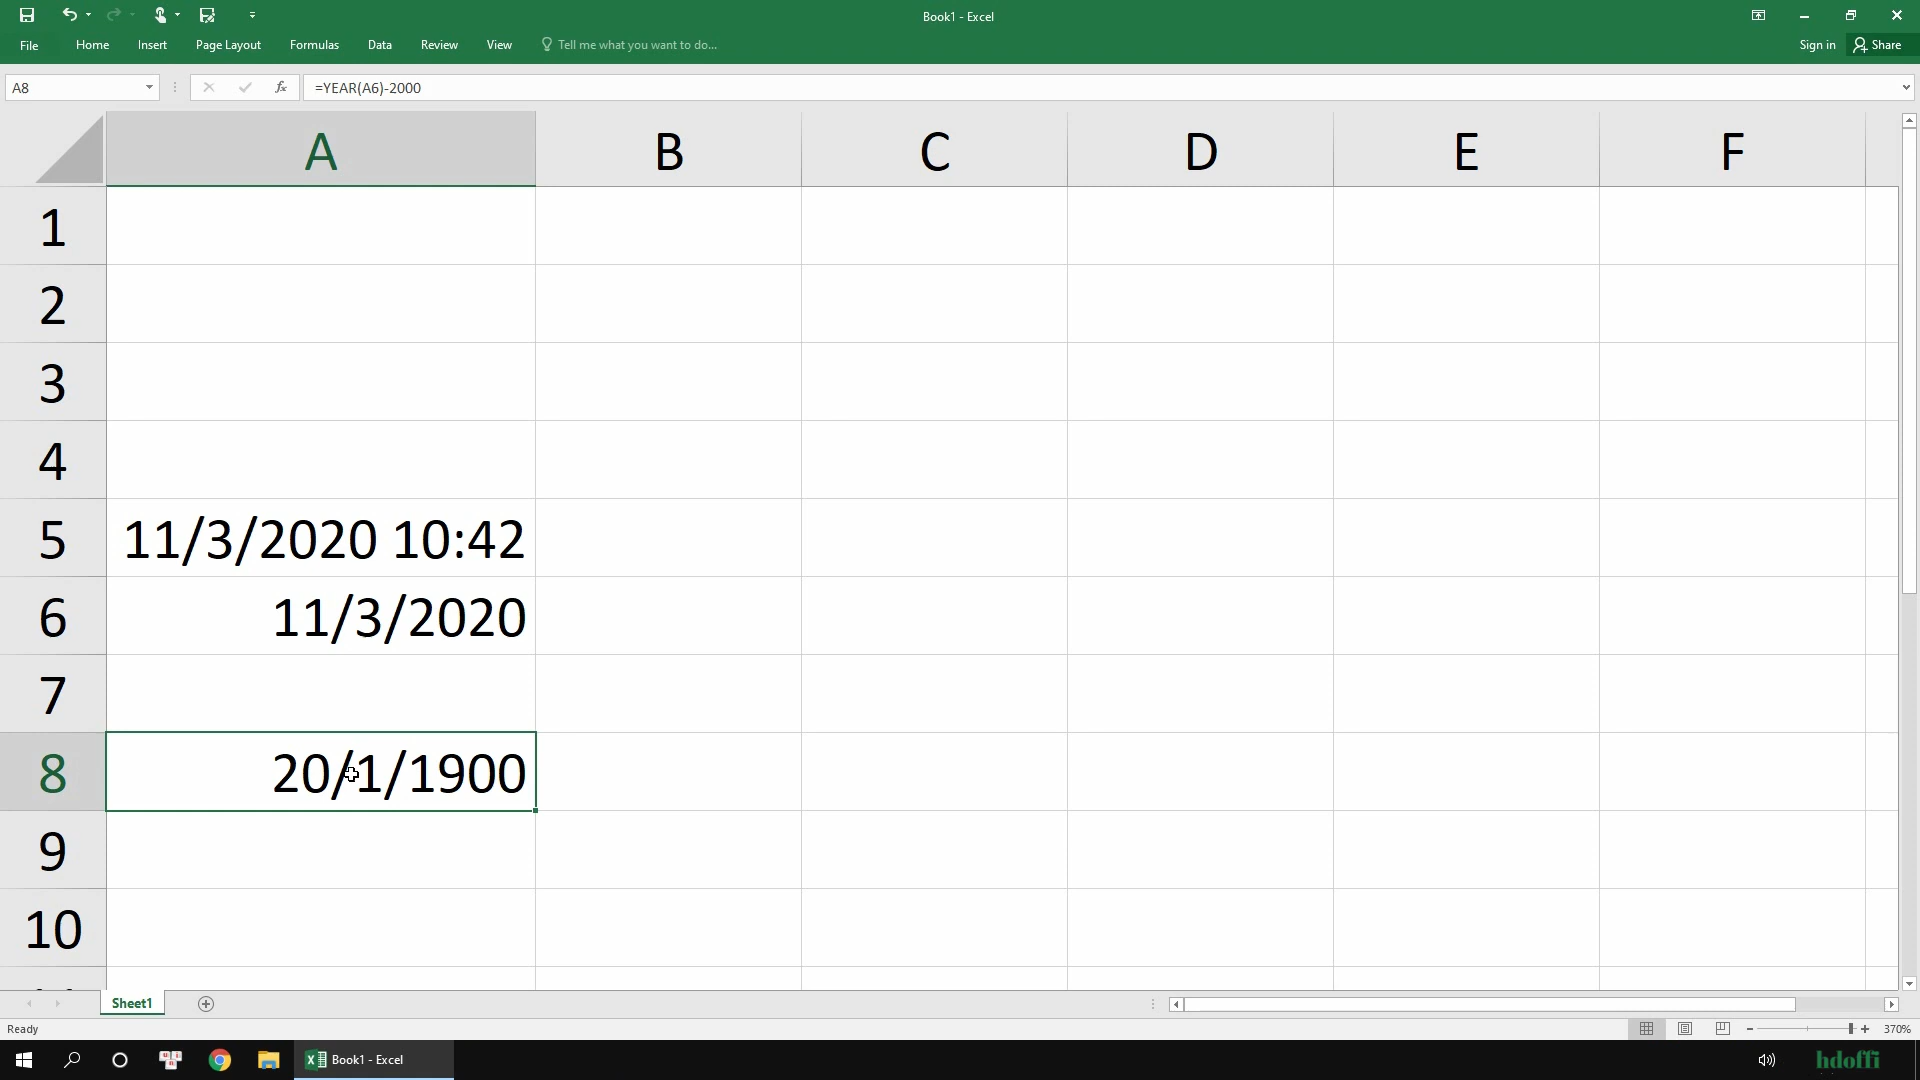 Book1 - Excel
File Home Insert Page Layout Formulas Data Review View Tell me what you want to do... Sign in Share
A8 fx =YEAR(A6)-2000
A B C D E F
1
2
3
4
5 11/3/2020 10:42
6 11/3/2020
7
8 20/1/1900
9
10
Sheet1
Ready 370%
Book1 - Excel hdoffi